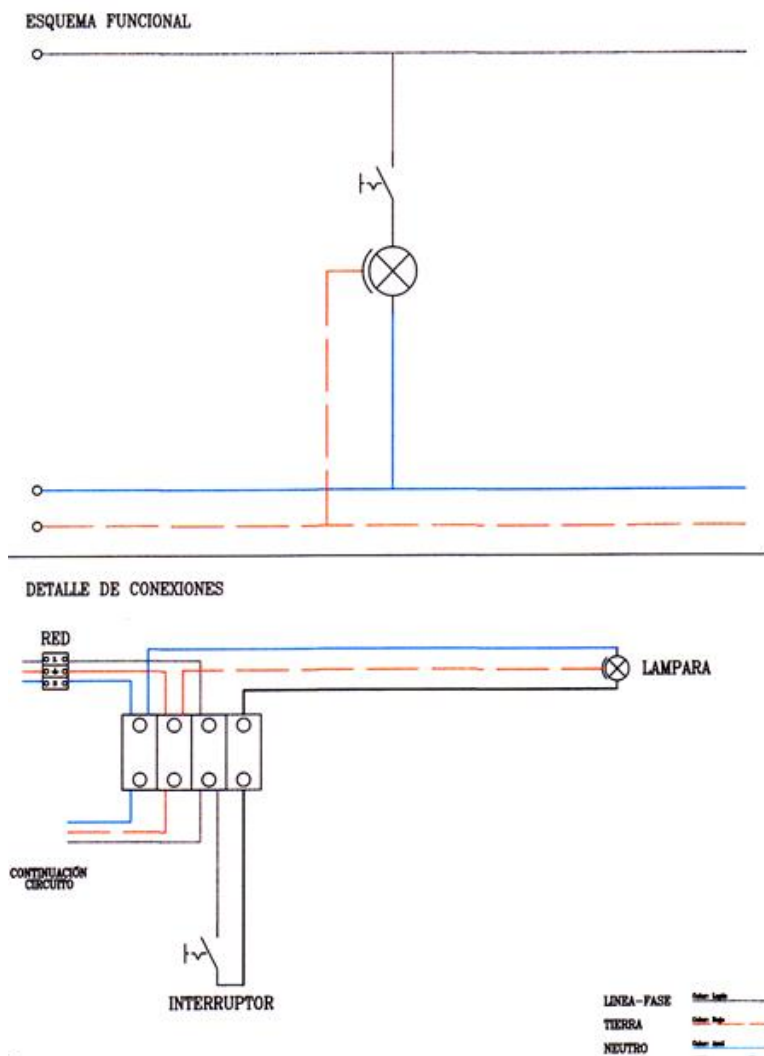 ESQUEMA FUNCIONAL
DETALLE DE CONEXIONES
RED
LAMPARA
CONTINUACIÓN
CIRCUITO
INTERRUPTOR
LINEA-FASE
TIERRA
NEUTRO